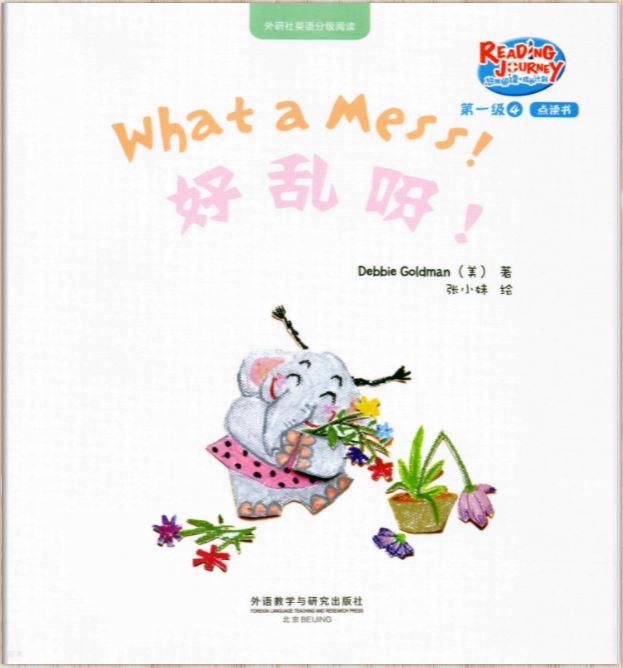 外研社英语分级阅读
READING
JOURNEY
第一级4 点读书
What a Mess!
好乱呀!
Debbie Goldman(美) 著
张小妹 绘
外语教学与研究出版社
FOREIGN LANGUAGE TEACHING AND RESEARCH PRESS
北京 BEIJING